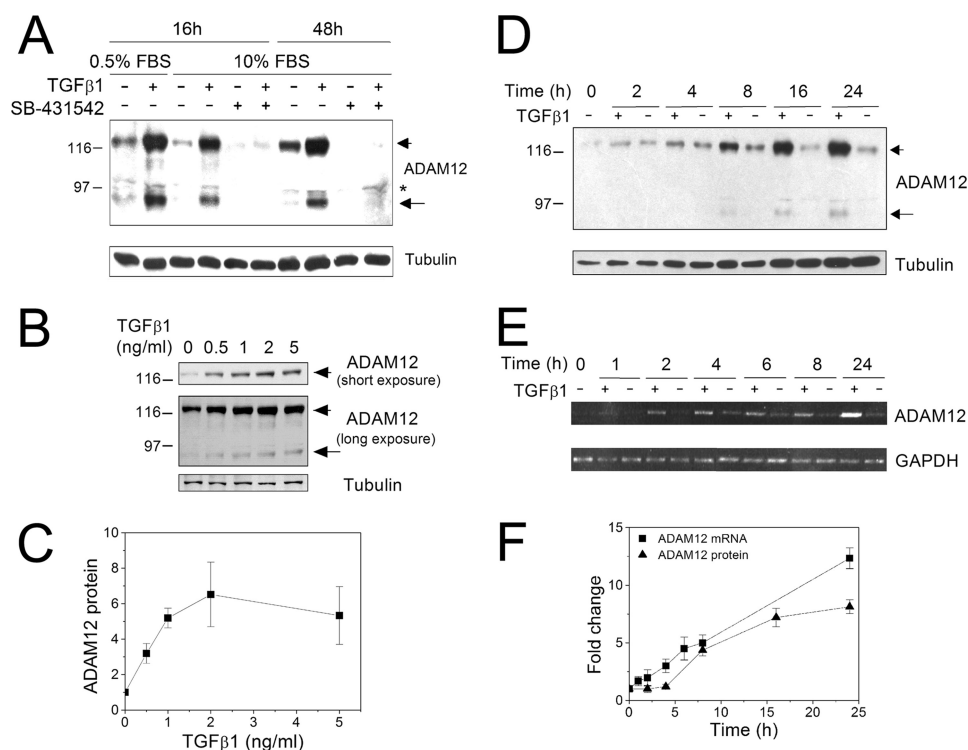 A
16h 48h
0.5% FBS 10% FBS
TGFβ1 - + - + - + - + - +
SB-431542 - - - - + + - - + +
116
97
ADAM12
*
Tubulin
B
TGFβ1
(ng/ml) 0 0.5 1 2 5
116
ADAM12
(short exposure)
116
97
ADAM12
(long exposure)
Tubulin
C
ADAM12 protein
10
8
6
4
2
0
0 1 2 3 4 5
TGFβ1 (ng/ml)
D
Time (h) 0 2 4 8 16 24
TGFβ1 - + - + - + - + - + -
116
97
ADAM12
Tubulin
E
Time (h) 0 1 2 4 6 8 24
TGFβ1 - + - + - + - + - + - + -
ADAM12
GAPDH
F
Fold change
15
10
5
0
ADAM12 mRNA
ADAM12 protein
0 5 10 15 20 25
Time (h)